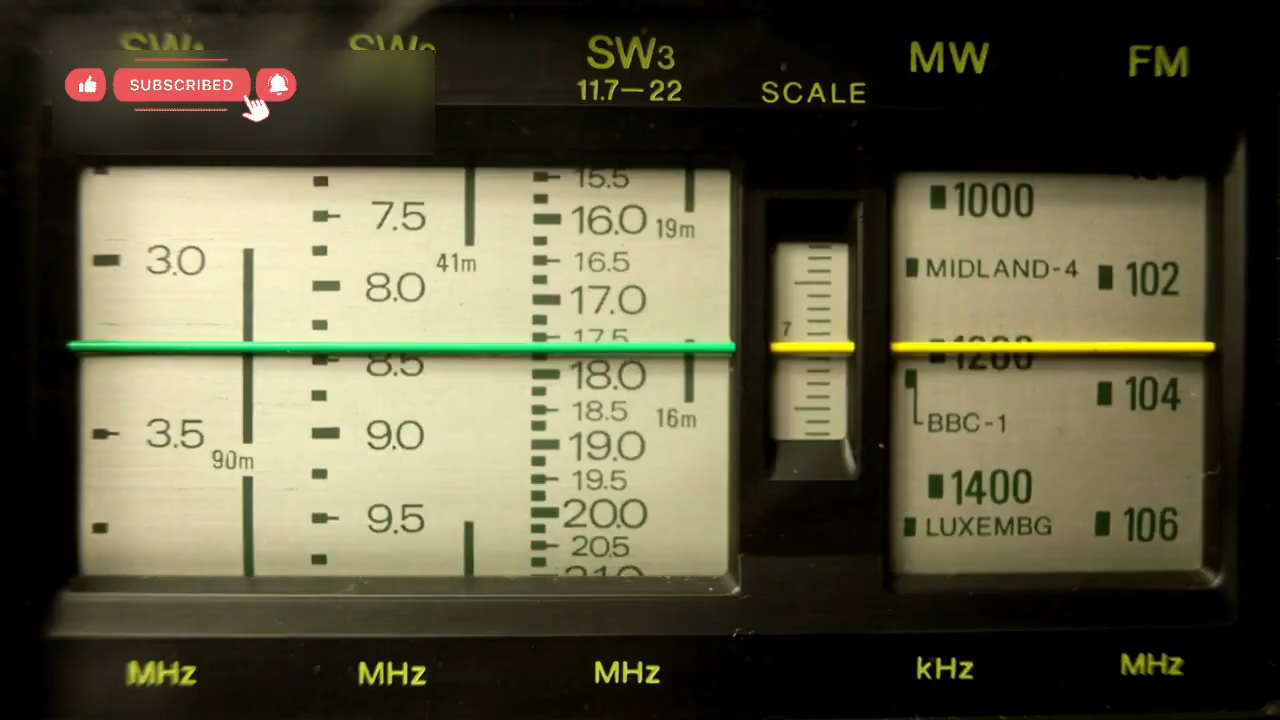 SW1
SW2
SW3
11.7—22
SCALE
MW
FM
SUBSCRIBED
15.5
7.5
16.0
19m
1000
3.0
41m
16.5
MIDLAND-4
102
8.0
17.0
7
17.5
1200
8.5
18.0
104
18.5
16m
3.5
9.0
19.0
BBC-1
90m
19.5
1400
9.5
20.0
LUXEMBG
106
20.5
21.0
MHz
MHz
MHz
kHz
MHz